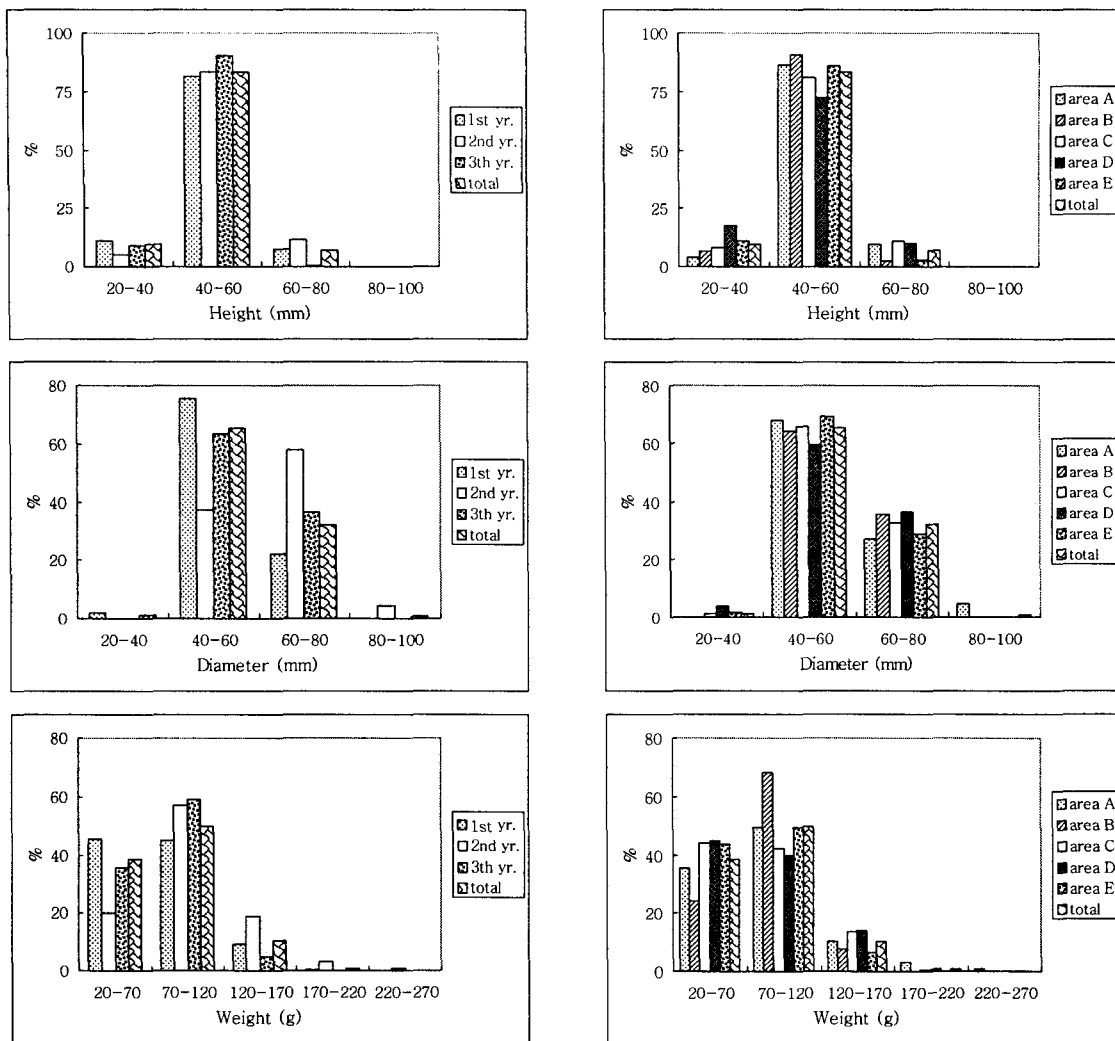 100
75
50
25
0
%
20-40 40-60 60-80 80-100
Height (mm)
1st yr.
2nd yr.
3th yr.
total
100
75
50
25
0
%
20-40 40-60 60-80 80-100
Height (mm)
area A
area B
area C
area D
area E
total
80
60
40
20
0
%
20-40 40-60 60-80 80-100
Diameter (mm)
1st yr.
2nd yr.
3th yr.
total
80
60
40
20
0
%
20-40 40-60 60-80 80-100
Diameter (mm)
area A
area B
area C
area D
area E
total
80
60
40
20
0
%
20-70 70-120 120-170 170-220 220-270
Weight (g)
1st yr.
2nd yr.
3th yr.
total
80
60
40
20
0
%
20-70 70-120 120-170 170-220 220-270
Weight (g)
area A
area B
area C
area D
area E
total